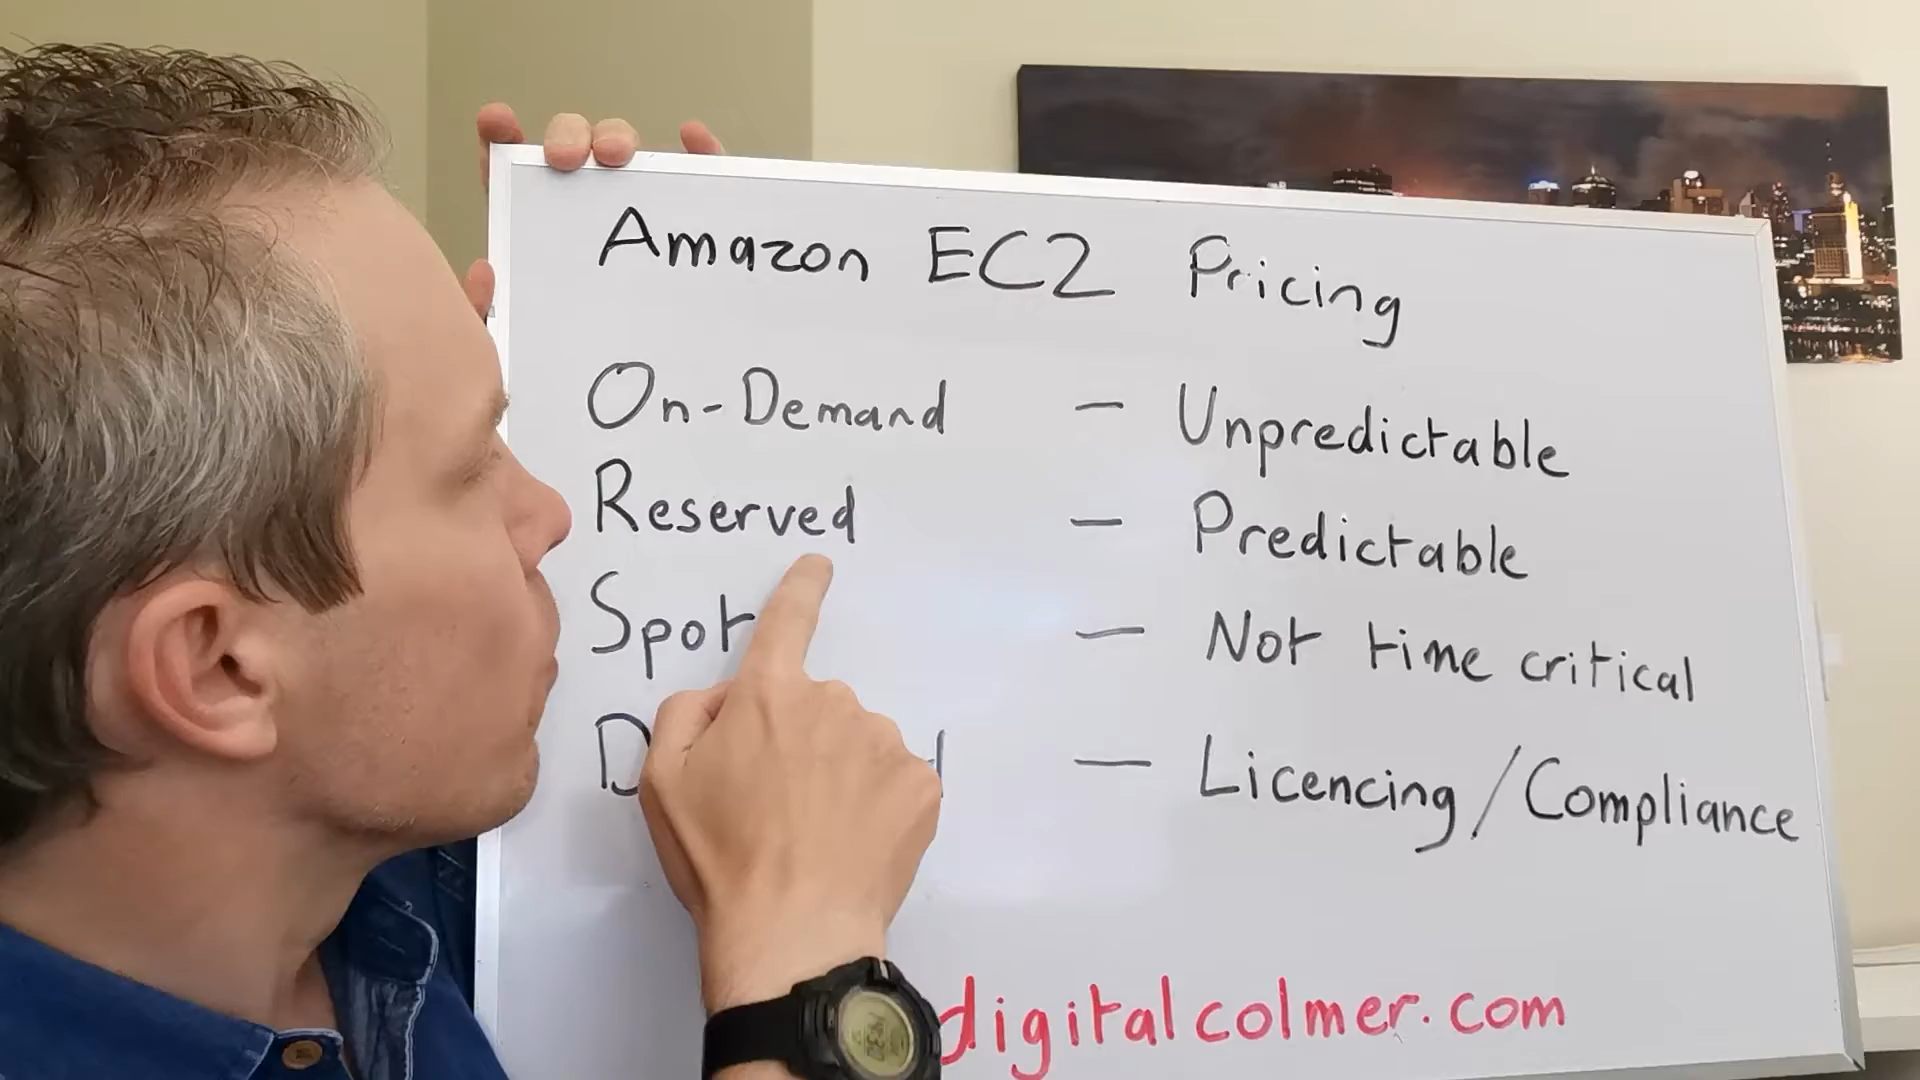 Amazon EC2 Pricing
On-Demand - Unpredictable
Reserved - Predictable
Spot - Not time critical
- Licencing/Compliance
digitalcolmer.com